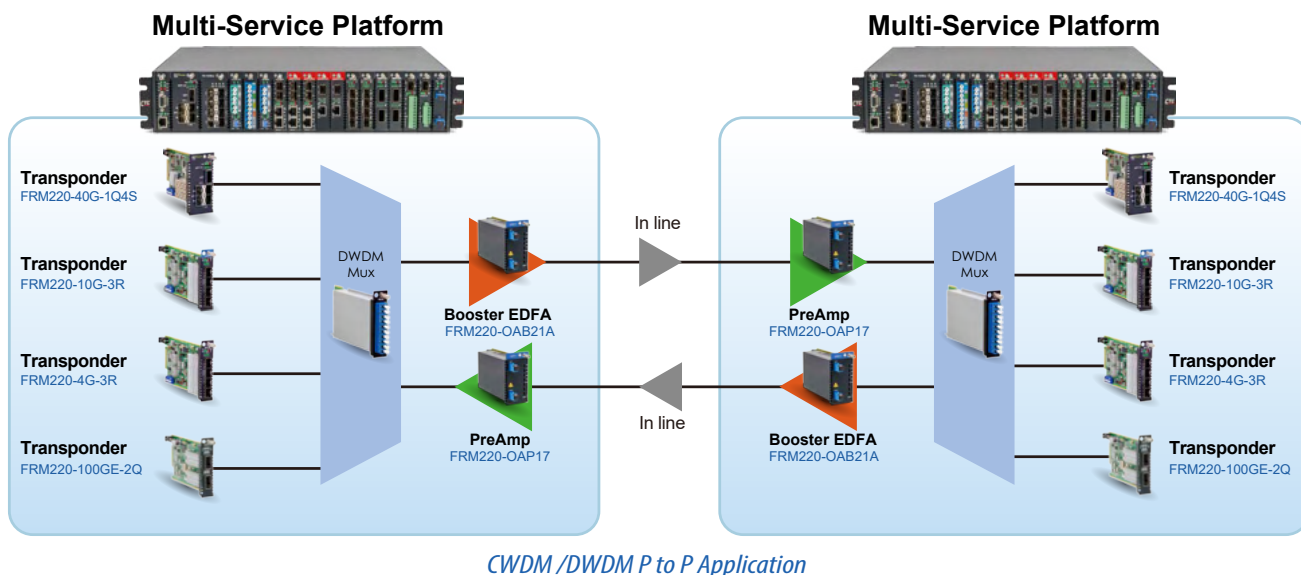 Multi-Service Platform
Multi-Service Platform
CTC
CTC
Transponder
FRM220-40G-1Q4S
Transponder
FRM220-10G-3R
Transponder
FRM220-4G-3R
Transponder
FRM220-100GE-2Q
DWDM
Mux
Booster EDFA
FRM220-OAB21A
PreAmp
FRM220-OAP17
In line
In line
PreAmp
FRM220-OAP17
Booster EDFA
FRM220-OAB21A
DWDM
Mux
Transponder
FRM220-40G-1Q4S
Transponder
FRM220-10G-3R
Transponder
FRM220-4G-3R
Transponder
FRM220-100GE-2Q
CWDM /DWDM P to P Application